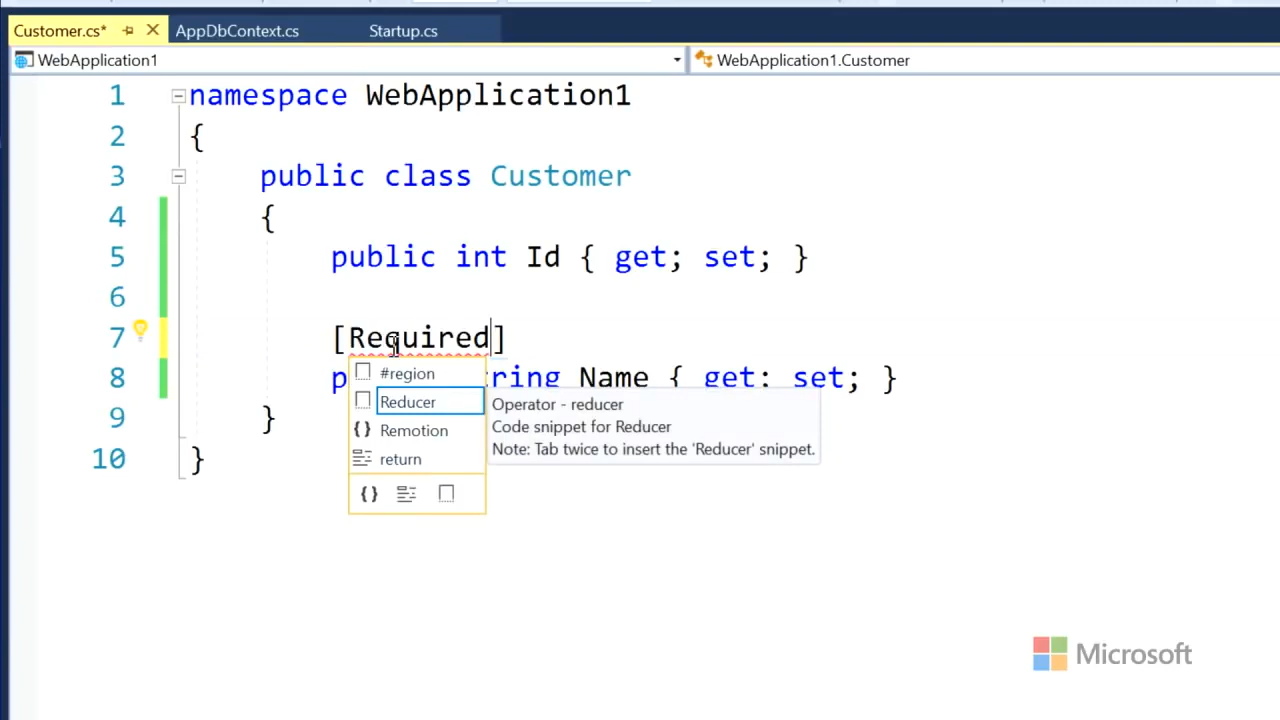 Customer.cs* AppDbContext.cs Startup.cs
WebApplication1 WebApplication1.Customer
1 namespace WebApplication1
2 {
3 public class Customer
4 {
5 public int Id { get; set; }
6
7 [Required]
8 p ring Name { get; set; }
9 }
10 }
#region
Reducer
{} Remotion
return
{}
Operator - reducer
Code snippet for Reducer
Note: Tab twice to insert the 'Reducer' snippet.
Microsoft